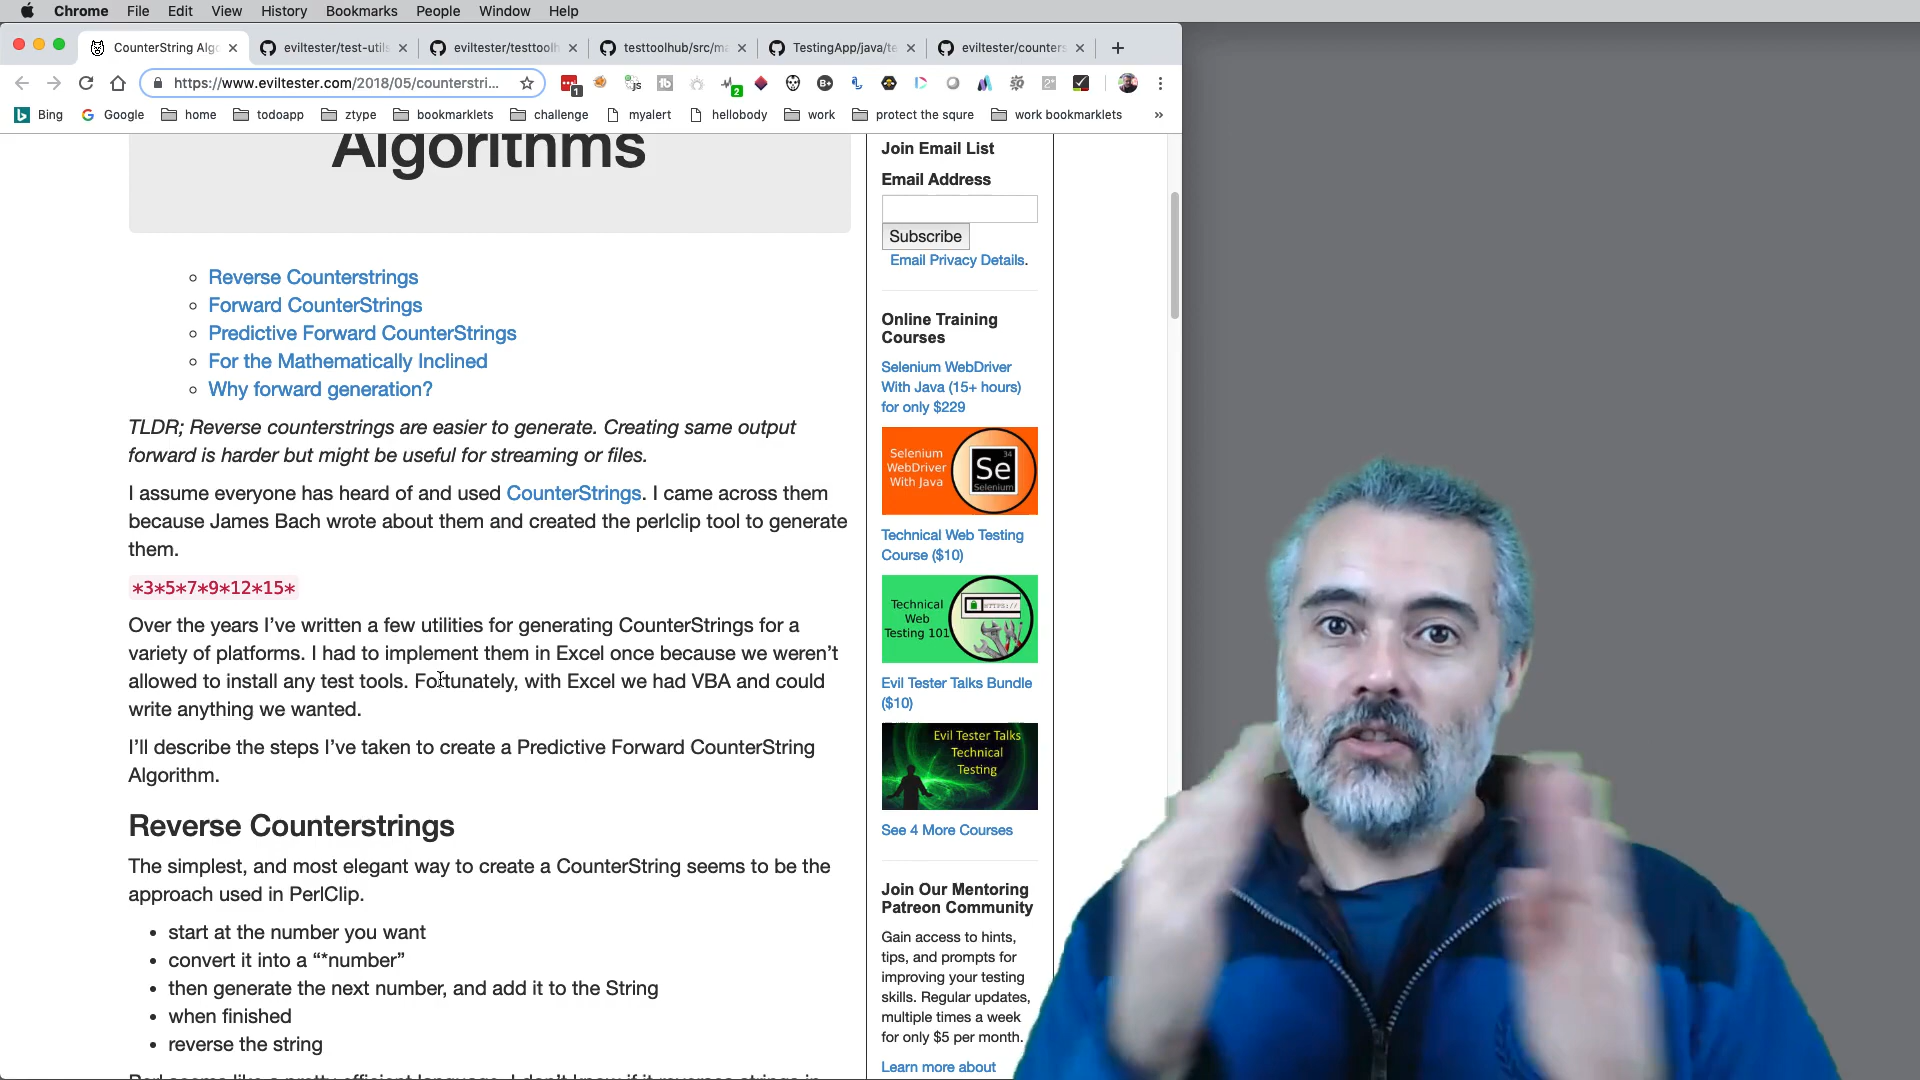 Chrome File Edit View History Bookmarks People Window Help
CounterString Algo eviltester/test-utils eviltester/testtoolh testtoolhub/src/ma TestingApp/java/te eviltester/counters
https://www.eviltester.com/2018/05/counterstri...
Bing Google home todoapp ztype bookmarklets challenge myalert hellobody work protect the squre work bookmarklets »
Algorithms
Reverse Counterstrings
Forward CounterStrings
Predictive Forward CounterStrings
For the Mathematically Inclined
Why forward generation?
TLDR; Reverse counterstrings are easier to generate. Creating same output
forward is harder but might be useful for streaming or files.
I assume everyone has heard of and used CounterStrings. I came across them
because James Bach wrote about them and created the perlclip tool to generate
them.
*3*5*7*9*12*15*
Over the years I’ve written a few utilities for generating CounterStrings for a
variety of platforms. I had to implement them in Excel once because we weren’t
allowed to install any test tools. Fortunately, with Excel we had VBA and could
write anything we wanted.
I’ll describe the steps I’ve taken to create a Predictive Forward CounterString
Algorithm.
Reverse Counterstrings
The simplest, and most elegant way to create a CounterString seems to be the
approach used in PerlClip.
• start at the number you want
• convert it into a “*number”
• then generate the next number, and add it to the String
• when finished
• reverse the string
Join Email List
Email Address
Subscribe
Email Privacy Details.
Online Training
Courses
Selenium WebDriver
With Java (15+ hours)
for only $229
Selenium
WebDriver
With Java
34
Se
Selenium
Technical Web Testing
Course ($10)
Technical
Web
Testing 101
HTTPS://
Evil Tester Talks Bundle
($10)
Evil Tester Talks
Technical
Testing
See 4 More Courses
Join Our Mentoring
Patreon Community
Gain access to hints,
tips, and prompts for
improving your testing
skills. Regular updates,
multiple times a week
for only $5 per month.
Learn more about